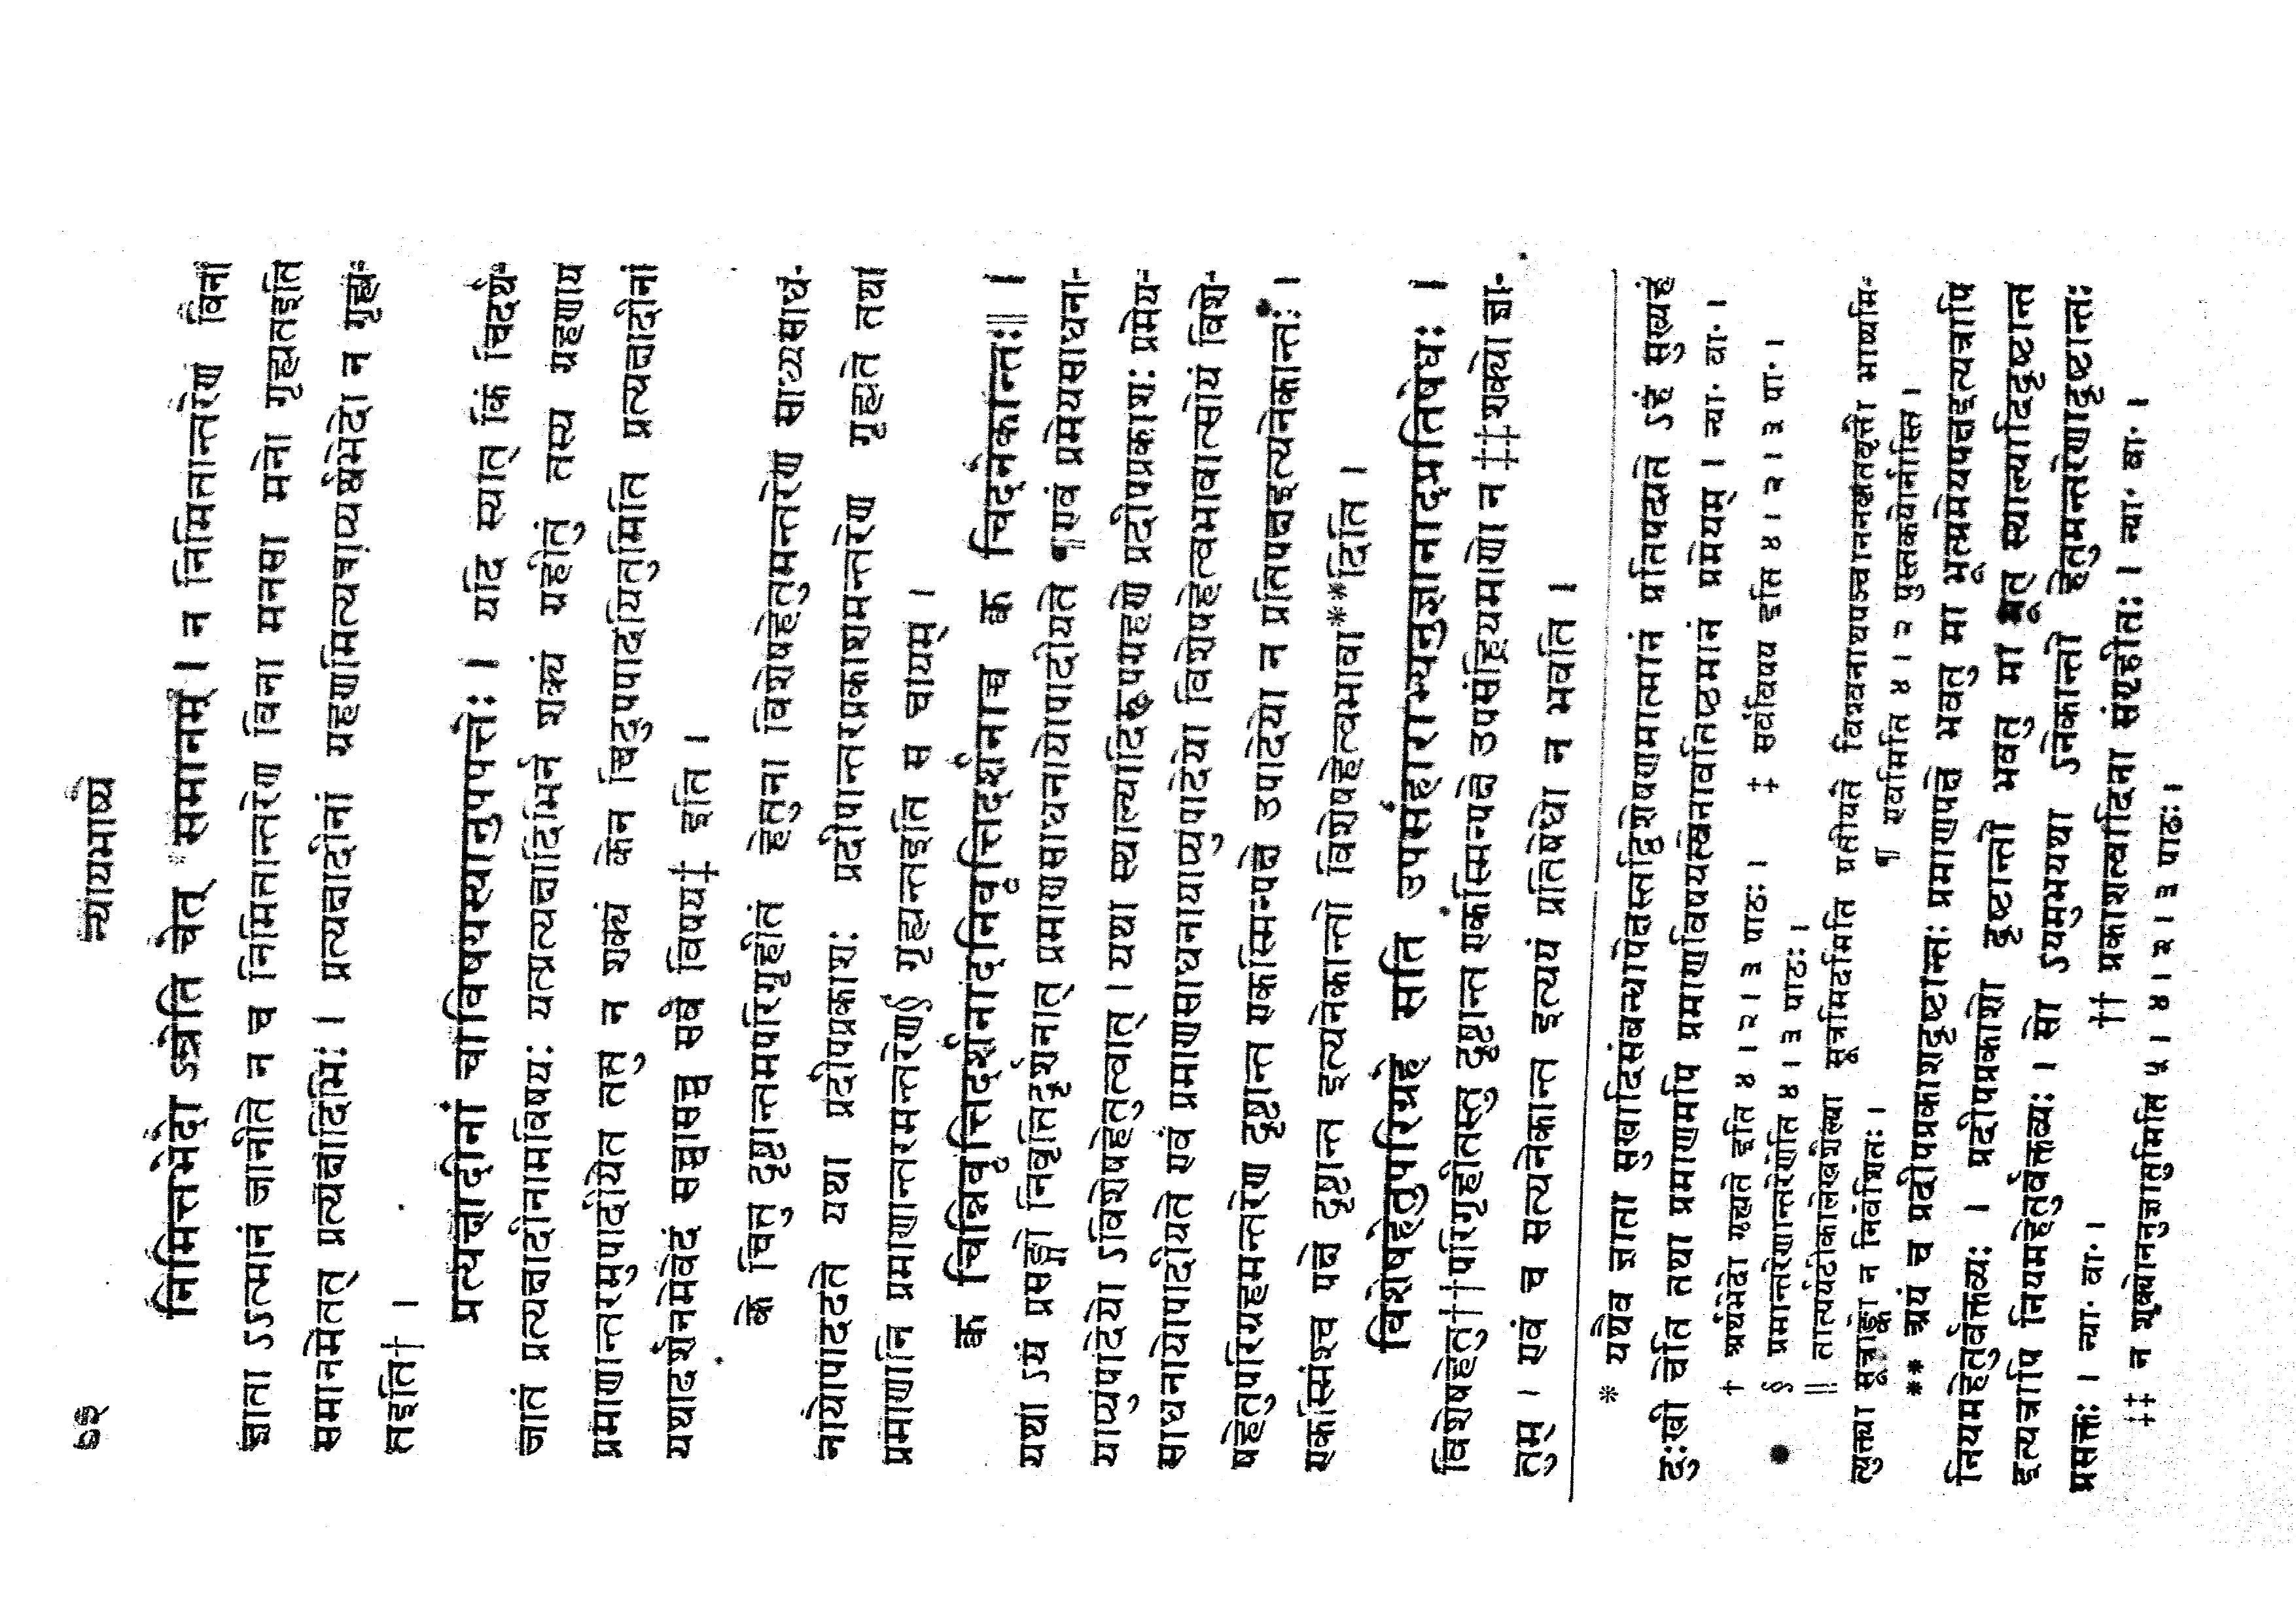 ७२ न्यायभाष्ये
निमित्तभेदो ऽत्रेति चेत् *समानम् । न निमित्तान्तरेण विना
ज्ञाता ऽऽत्मानं जानीते न च निमित्तान्तरेण विना मनसा मनो गृह्यतइति
समानमेतत् प्रत्यक्षादिभिः । प्रत्यक्षादीनां ग्रहणमित्यत्राप्यर्थभेदो न गृह्य-
तइति† ।
प्रत्यक्षादीनां चाविषयस्यानुपपत्तेः । यदि स्यात् किं चिदर्थ-
जातं प्रत्यक्षादीनामविषयः यत्प्रत्यक्षादिभिर्न शक्यं ग्रहीतुं तस्य ग्रहणाय
प्रमाणान्तरमुपादीयेत तत्तु न शक्यं केन चिदुपपादयितुमिति प्रत्यक्षादीनां
यथादर्शनमेवेदं सच्चासच्च सर्वं विषय‡ इति ।
के चित्तु दृष्टान्तमपरिगृहीतं हेतुना विशेषहेतुमन्तरेण साध्यसाध-
नायोपाददते यथा प्रदीपप्रकाशः प्रदीपान्तरप्रकाशमन्तरेण गृह्यते तथा
प्रमाणानि प्रमाणान्तरमन्तरेण§ गृह्यन्तइति स चायम् ।
क्व चिन्निवृत्तिदर्शनादनिवृत्तिदर्शनाच्च क्व चिदनेकान्तः‖ ।
यथा ऽयं प्रसङ्गो निवृत्तिदर्शनात् प्रमाणसाधनायोपादीयते ¶एवं प्रमेयसाधना-
याप्युपादेयो ऽविशेषहेतुत्वात् । यथा स्थाल्यादिरूपग्रहणे प्रदीपप्रकाशः प्रमेय-
साधनायोपादीयते एवं प्रमाणसाधनायाप्युपादेयो विशेषहेत्वभावात्सोयं विशे-
षहेतुपरिग्रहमन्तरेण दृष्टान्त एकस्मिन्पक्षे उपादेयो न प्रतिपक्षइत्यनेकान्तः ।
एकस्मिंश्च पक्षे दृष्टान्त इत्यनेकान्तो विशेषहेत्वभावा**दिति ।
विशेषहेतुपरिग्रहे सति उपसंहाराभ्यनुज्ञानादप्रतिषेधः ।
विशेषहेतु††परिगृहीतस्तु दृष्टान्त एकस्मिन्पक्षे उपसंह्रियमाणो न ‡‡शक्यो ज्ञा-
तुम् । एवं च सत्यनेकान्त इत्ययं प्रतिषेधो न भवति ।
* यथैव ज्ञाता सुखादिसंबन्धापेक्षस्तद्विशेषणमात्मानं प्रतिपद्यते ऽहं सुख्यहं
दुःखी चेति तथा प्रमाणमपि प्रमाणविषयत्वेनावतिष्ठमानं प्रमेयम् । न्या॰ वा॰ ।
† अर्थभेदो गृह्यते इति ४ । २ । ३ पाठः । ‡ सर्वविषय इति ४ । २ । ३ पा॰ ।
§ प्रमान्तरेणान्तरेणेति ४ । ३ पाठः ।
‖ तात्पर्यटीकालेखशैल्या सूत्रमिदमिति प्रतीयते विश्वनाथपञ्चाननकृतवृत्तौ भाष्यमि-
त्युक्त्या सूत्राङ्को न निवेशितः । ¶ एवमिति ४ । २ पुस्तकयोर्नास्ति ।
** अयं च प्रदीपप्रकाशदृष्टान्तः प्रमाणपक्षे भवतु मा भूत्प्रमेयपक्षइत्यत्रापि
नियमहेतुर्वक्तव्यः । प्रदीपप्रकाशो दृष्टान्तो भवतु मा भूत् स्थाल्यादिदृष्टान्त
इत्यत्रापि नियमहेतुर्वक्तव्यः । सो ऽयमुभयथा ऽनेकान्तो हेतुमन्तरेणादृष्टान्तः
प्रसक्तः । न्या॰ वा॰ । †† प्रकाशत्वादिना संगृहीतः । न्या॰ वा॰ ।
‡‡ न शक्योननुज्ञातुमिति ५ । ४ । २ । ३ पाठः ।